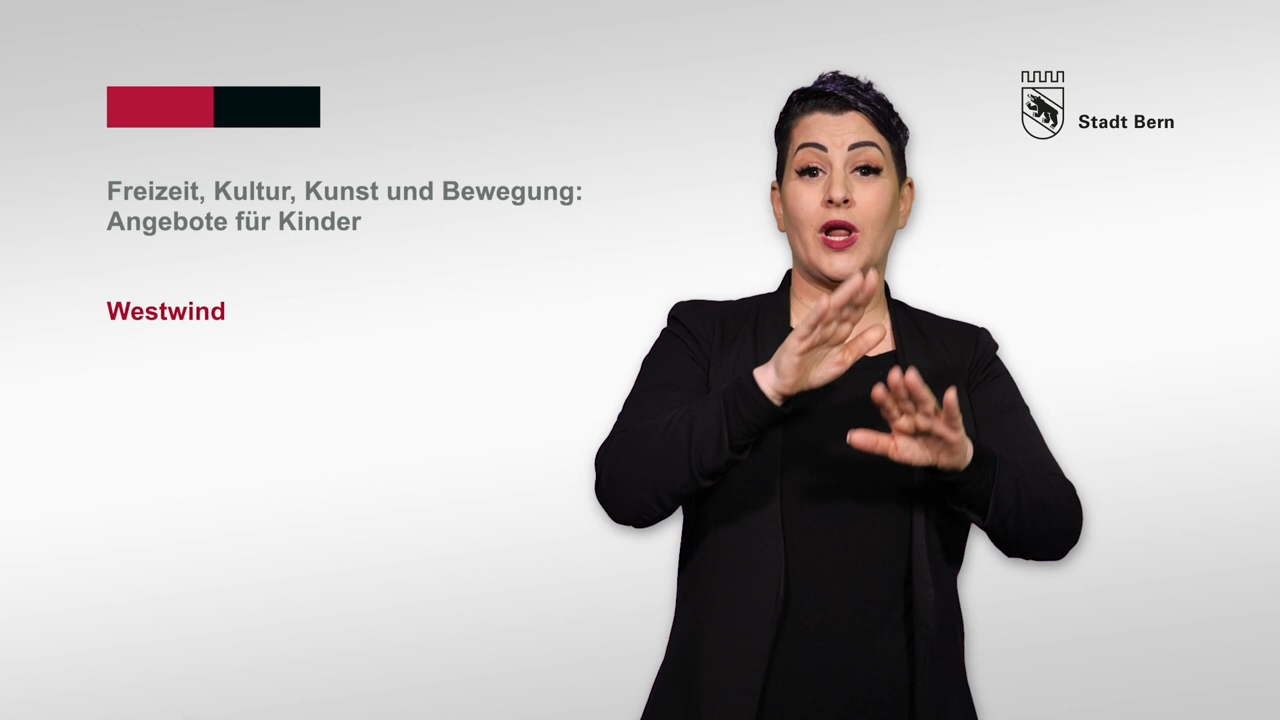 Stadt Bern
Freizeit, Kultur, Kunst und Bewegung:
Angebote für Kinder
Westwind